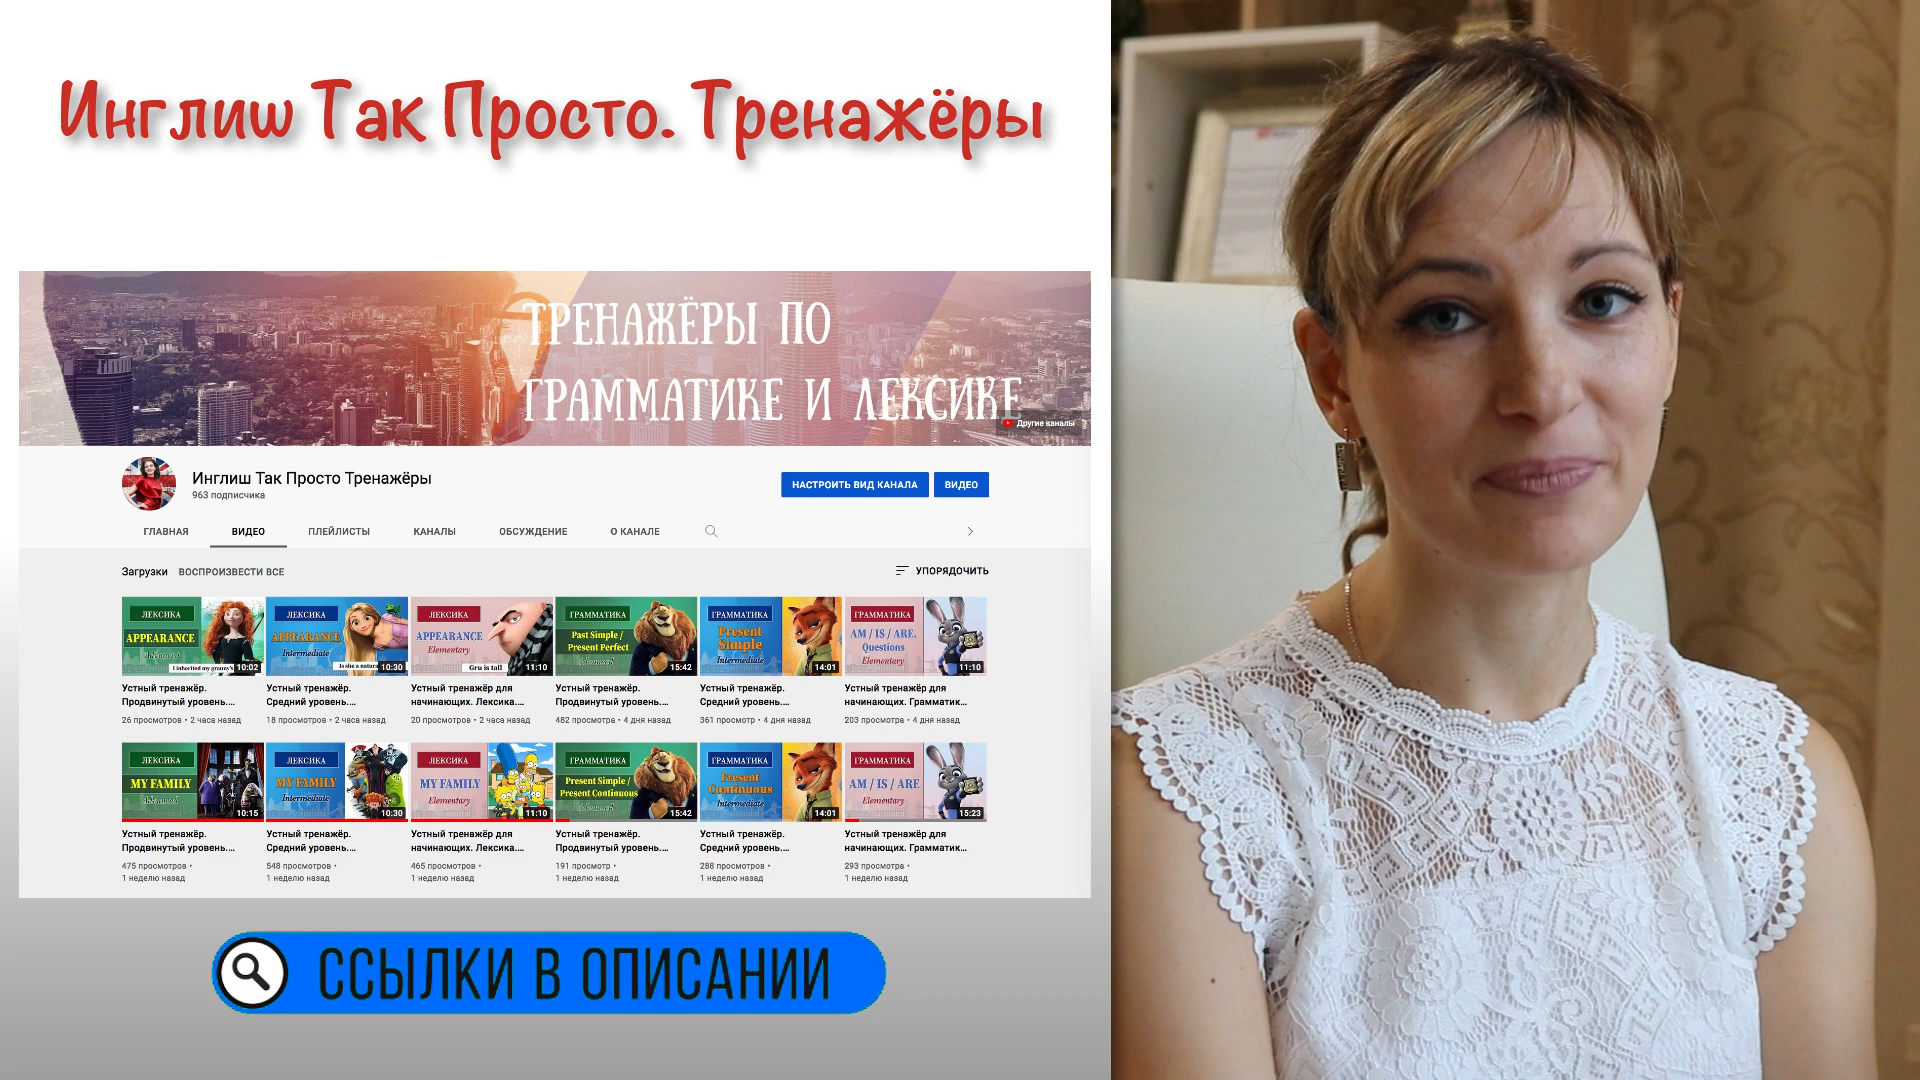 Инглиш Так Просто. Тренажёры
ТРЕНАЖЁРЫ ПО
ГРАММАТИКЕ И ЛЕКСИКЕ
Другие каналы
Инглиш Так Просто Тренажёры
963 подписчика
НАСТРОИТЬ ВИД КАНАЛА
ВИДЕО
ГЛАВНАЯ ВИДЕО ПЛЕЙЛИСТЫ КАНАЛЫ ОБСУЖДЕНИЕ О КАНАЛЕ
Загрузки ВОСПРОИЗВЕСТИ ВСЕ
УПОРЯДОЧИТЬ
ЛЕКСИКА
APPEARANCE
Advanced
I inherited my granny's
10:02
Устный тренажёр.
Продвинутый уровень....
26 просмотров • 2 часа назад
ЛЕКСИКА
APPEARANCE
Intermediate
Is she a natura
10:30
Устный тренажёр.
Средний уровень....
18 просмотров • 2 часа назад
ЛЕКСИКА
APPEARANCE
Elementary
Gru is tall
11:10
Устный тренажёр для
начинающих. Лексика....
20 просмотров • 2 часа назад
ГРАММАТИКА
Past Simple /
Present Perfect
Advanced
15:42
Устный тренажёр.
Продвинутый уровень....
482 просмотра • 4 дня назад
ГРАММАТИКА
Present
Simple
Intermediate
14:01
Устный тренажёр.
Средний уровень....
361 просмотр • 4 дня назад
ГРАММАТИКА
AM / IS / ARE.
Questions
Elementary
11:10
Устный тренажёр для
начинающих. Грамматик...
203 просмотра • 4 дня назад
ЛЕКСИКА
MY FAMILY
Advanced
10:15
Устный тренажёр.
Продвинутый уровень....
475 просмотров •
1 неделю назад
ЛЕКСИКА
MY FAMILY
Intermediate
10:30
Устный тренажёр.
Средний уровень....
548 просмотров •
1 неделю назад
ЛЕКСИКА
MY FAMILY
Elementary
11:10
Устный тренажёр для
начинающих. Лексика....
465 просмотров •
1 неделю назад
ГРАММАТИКА
Present Simple /
Present Continuous
Advanced
15:42
Устный тренажёр.
Продвинутый уровень....
191 просмотр •
1 неделю назад
ГРАММАТИКА
Present
Continuous
Intermediate
14:01
Устный тренажёр.
Средний уровень....
288 просмотров •
1 неделю назад
ГРАММАТИКА
AM / IS / ARE
Elementary
15:23
Устный тренажёр для
начинающих. Грамматик...
293 просмотра •
1 неделю назад
ССЫЛКИ В ОПИСАНИИ